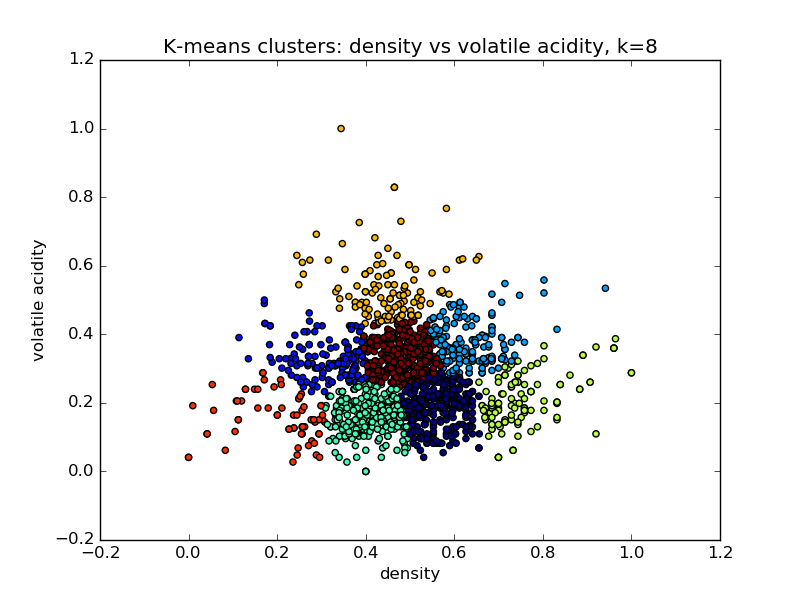 K-means clusters: density vs volatile acidity, k=8
1.2
1.0
0.8
0.6
0.4
0.2
0.0
−0.2
volatile acidity
−0.2 0.0 0.2 0.4 0.6 0.8 1.0 1.2
density